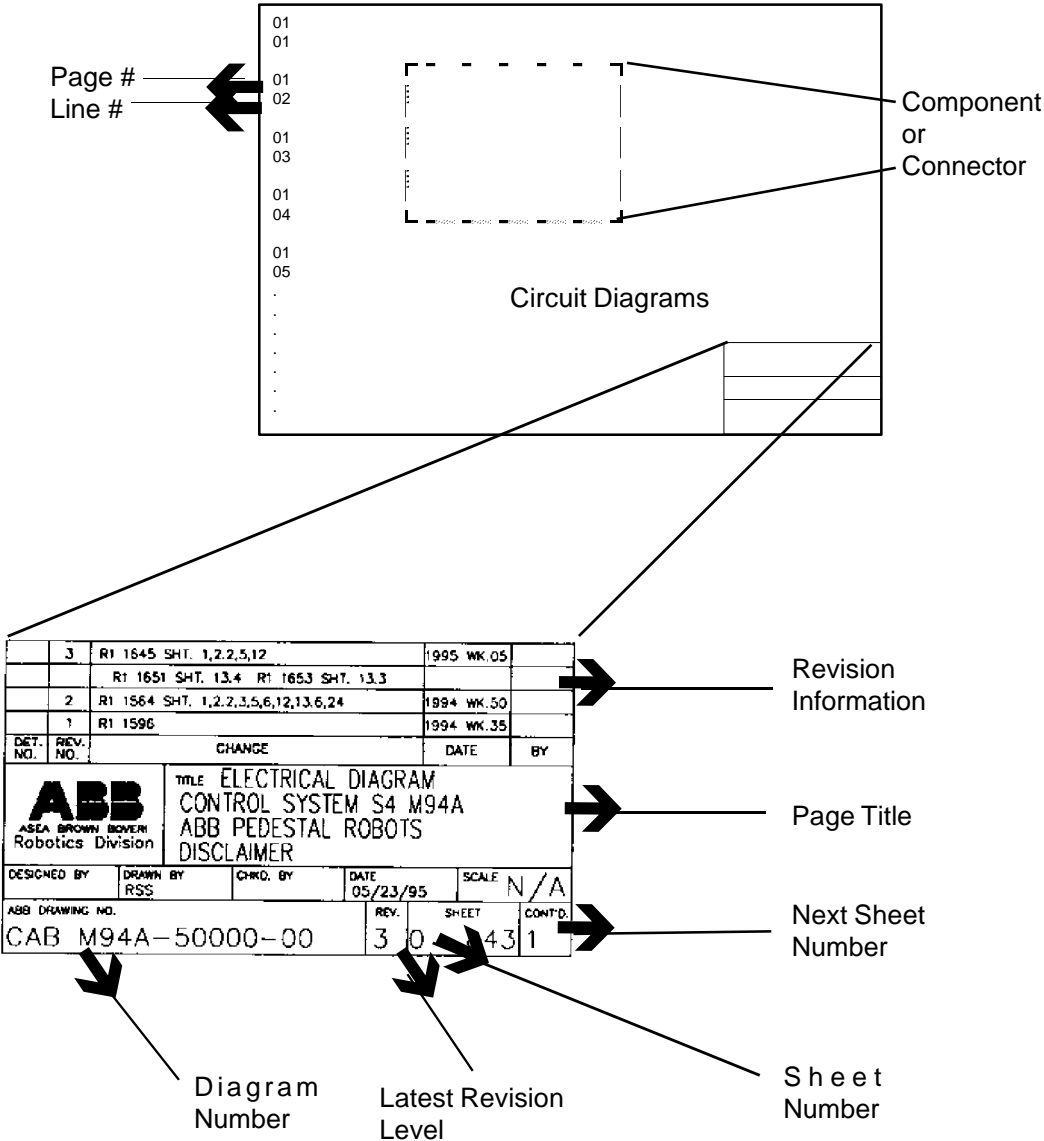 01
01
Page #
01
Line #
02
Component
or
Connector
01
03
01
04
01
05
.
.
.
.
.
.
.
Circuit Diagrams
3 R1 1645 SHT. 1,2.2,5,12 1995 WK.05
R1 1651 SHT. 13.4 R1 1653 SHT. 13.3
2 R1 1564 SHT. 1,2.2,3,5,6,12,13.6,24 1994 WK.50
1 R1 1596 1994 WK.35
DET. NO. REV. NO. CHANGE DATE BY
Revision
Information
ABB
ASEA BROWN BOVERI
Robotics Division
TITLE ELECTRICAL DIAGRAM
CONTROL SYSTEM S4 M94A
ABB PEDESTAL ROBOTS
DISCLAIMER
Page Title
DESIGNED BY DRAWN BY CHKD. BY DATE SCALE
RSS 05/23/95 N/A
ABB DRAWING NO. REV. SHEET CONT'D.
CAB M94A-50000-00 3 0 43 1
Next Sheet
Number
Diagram
Number
Latest Revision
Level
Sheet
Number